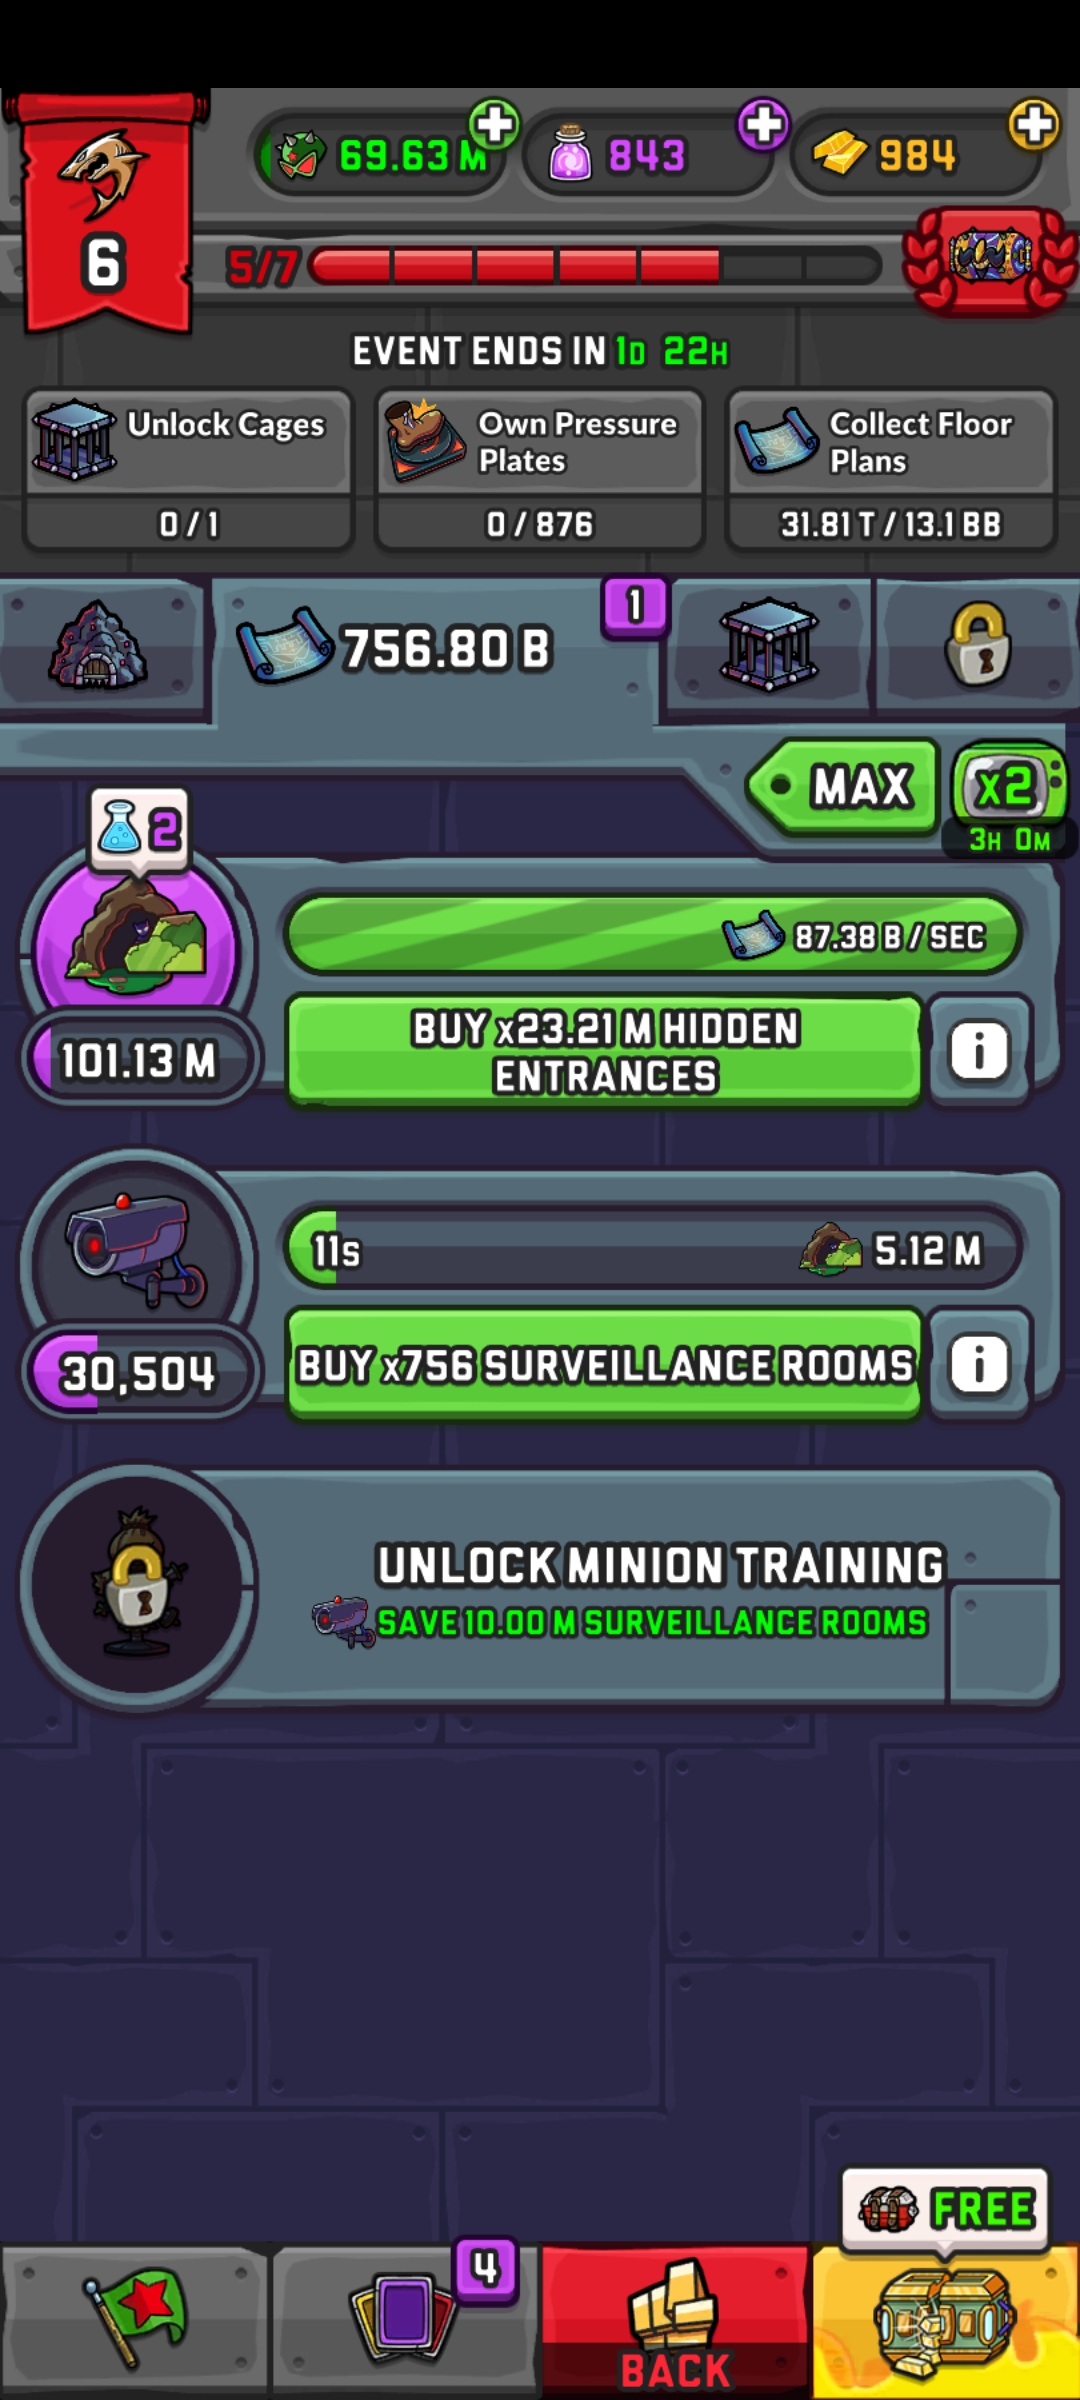 69.63 M
843
984
6
5/7
EVENT ENDS IN 1D 22H
Unlock Cages
0 / 1
Own Pressure
Plates
0 / 876
Collect Floor
Plans
31.81 T / 13.1 BB
756.80 B
1
MAX
x2
3H 0M
2
87.38 B / SEC
101.13 M
BUY x23.21 M HIDDEN
ENTRANCES
i
11s
5.12 M
30,504
BUY x756 SURVEILLANCE ROOMS
i
UNLOCK MINION TRAINING
SAVE 10.00 M SURVEILLANCE ROOMS
FREE
4
BACK